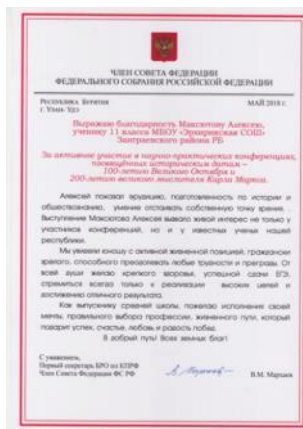 ЧЛЕН СОВЕТА ФЕДЕРАЦИИ
ФЕДЕРАЛЬНОГО СОБРАНИЯ РОССИЙСКОЙ ФЕДЕРАЦИИ
РЕСПУБЛИКА БУРЯТИЯ МАЙ 2018 г.
г. УЛАН-УДЭ
Выражаю благодарность Максютову Алексею,
ученику 11 класса МБОУ «Эрхирикская СОШ»
Заиграевского района РБ
За активное участие в научно-практических конференциях,
посвящённых историческим датам –
100-летию Великого Октября и
200-летию великого мыслителя Карла Маркса.
Алексей показал эрудицию, подготовленность по истории и
обществознанию, умение отстаивать собственную точку зрения.
Выступление Максютова Алексея вызвало живой интерес не только у
участников конференций, но и у известных ученых нашей
республики.
Мы увидели юношу с активной жизненной позицией, граждански
зрелого, способного преодолевать любые трудности и преграды. От
всей души желаю крепкого здоровья, успешной сдачи ЕГЭ,
стремиться всегда только к реализации высоких целей и
достижению отличного результата.
Как выпускнику средней школы, пожелаю исполнения своей
мечты, правильного выбора профессии, жизненного пути, который
подарит успех, счастье, любовь и радость побед.
В добрый путь! Всех земных благ!
С уважением,
Первый секретарь БРО пп КПРФ
Член Совета Федерации ФС РФ В.М. Мархаев